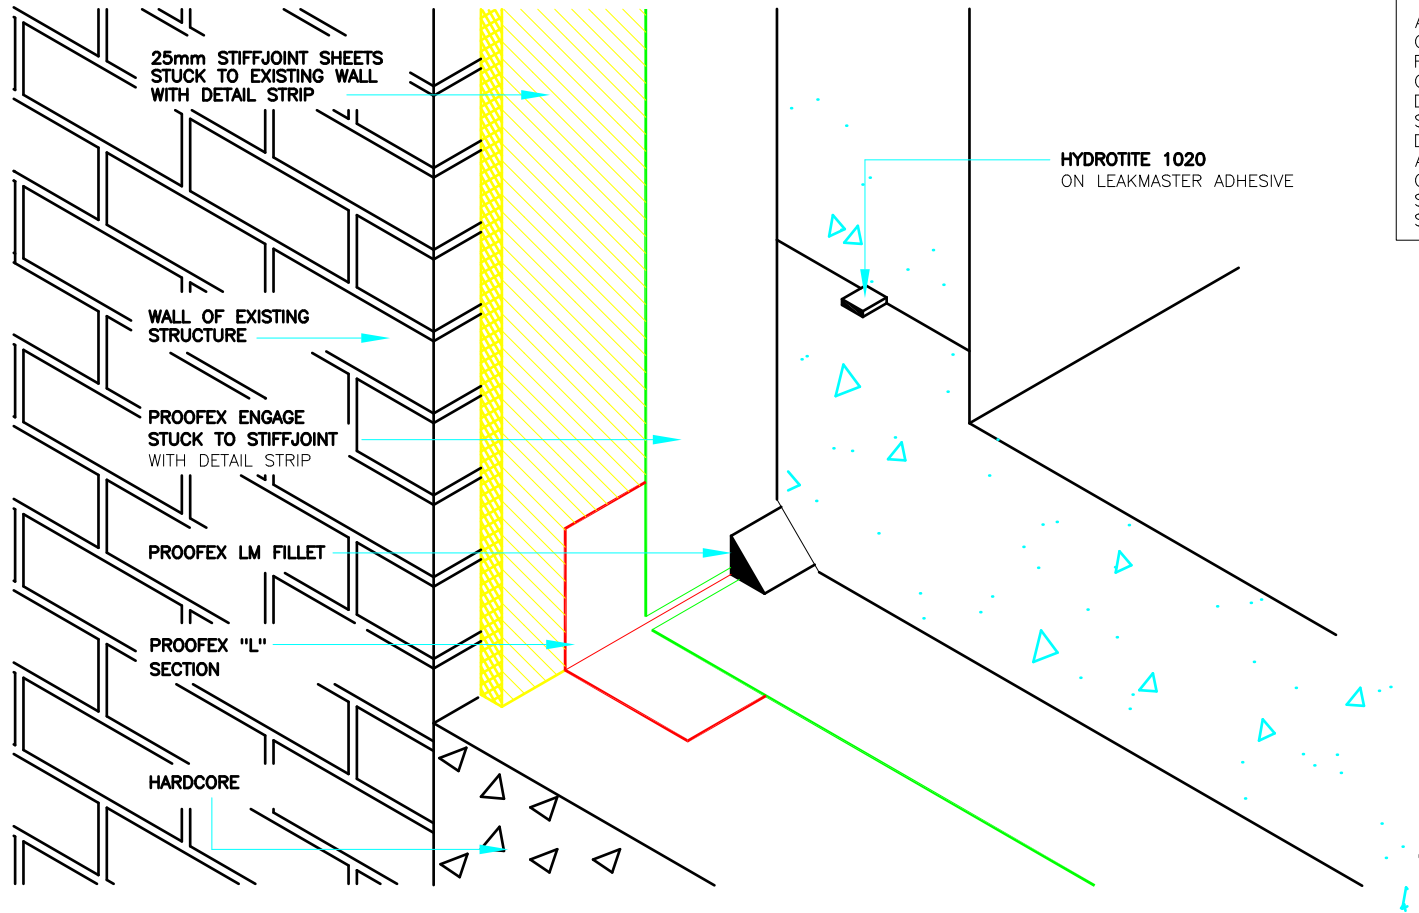 25mm STIFFJOINT SHEETS
STUCK TO EXISTING WALL
WITH DETAIL STRIP
HYDROTITE 1020
ON LEAKMASTER ADHESIVE
WALL OF EXISTING
STRUCTURE
PROOFEX ENGAGE
STUCK TO STIFFJOINT
WITH DETAIL STRIP
PROOFEX LM FILLET
PROOFEX "L"
SECTION
HARDCORE